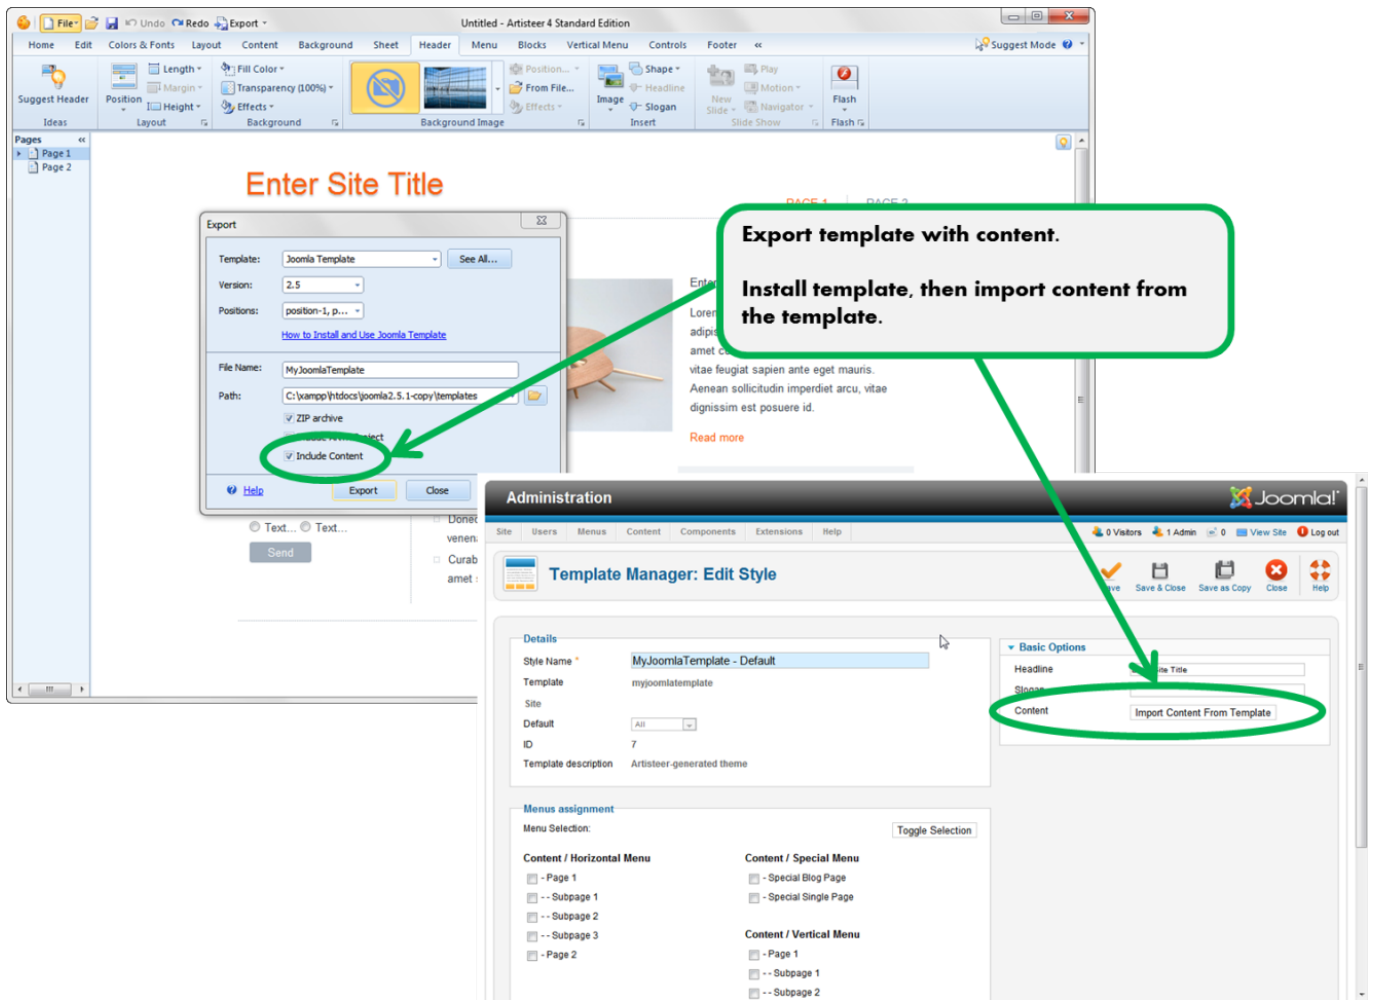 File
Undo
Redo
Export
Untitled - Artisteer 4 Standard Edition
Home Edit Colors & Fonts Layout Content Background Sheet Header Menu Blocks Vertical Menu Controls Footer «
Suggest Mode
Suggest Header
Ideas
Position
Length
Margin
Height
Layout
Fill Color
Transparency (100%)
Effects
Background
Position...
From File...
Effects
Background Image
Image
Shape
Headline
Slogan
Insert
New
Slide
Play
Motion
Navigator
Slide Show
Flash
Flash
Pages «
Page 1
Page 2
Enter Site Title
PAGE 1 PAGE 2
Export
Template: Joomla Template See All...
Version: 2.5
Positions: position-1, p...
How to Install and Use Joomla Template
File Name: MyJoomlaTemplate
Path: C:\xampp\htdocs\joomla2.5.1-copy\templates
ZIP archive
Include Content
Help Export Close
Export template with content.
Install template, then import content from
the template.
vitae feugiat sapien ante eget mauris.
Aenean sollicitudin imperdiet arcu, vitae
dignissim est posuere id.
Read more
Text... Text...
Send
Curab
amet
Administration
Joomla!
Site Users Menus Content Components Extensions Help
0 Visitors 1 Admin 0 View Site Log out
Template Manager: Edit Style
Save & Close Save as Copy Close Help
Details
Style Name * MyJoomlaTemplate - Default
Template myjoomlatemplate
Site
Default All
ID 7
Template description Artisteer-generated theme
Basic Options
Headline Site Title
Slogan
Content Import Content From Template
Menus assignment
Menu Selection: Toggle Selection
Content / Horizontal Menu
- Page 1
- - Subpage 1
- - Subpage 2
- - Subpage 3
- Page 2
Content / Special Menu
- Special Blog Page
- Special Single Page
Content / Vertical Menu
- Page 1
- - Subpage 1
- - Subpage 2